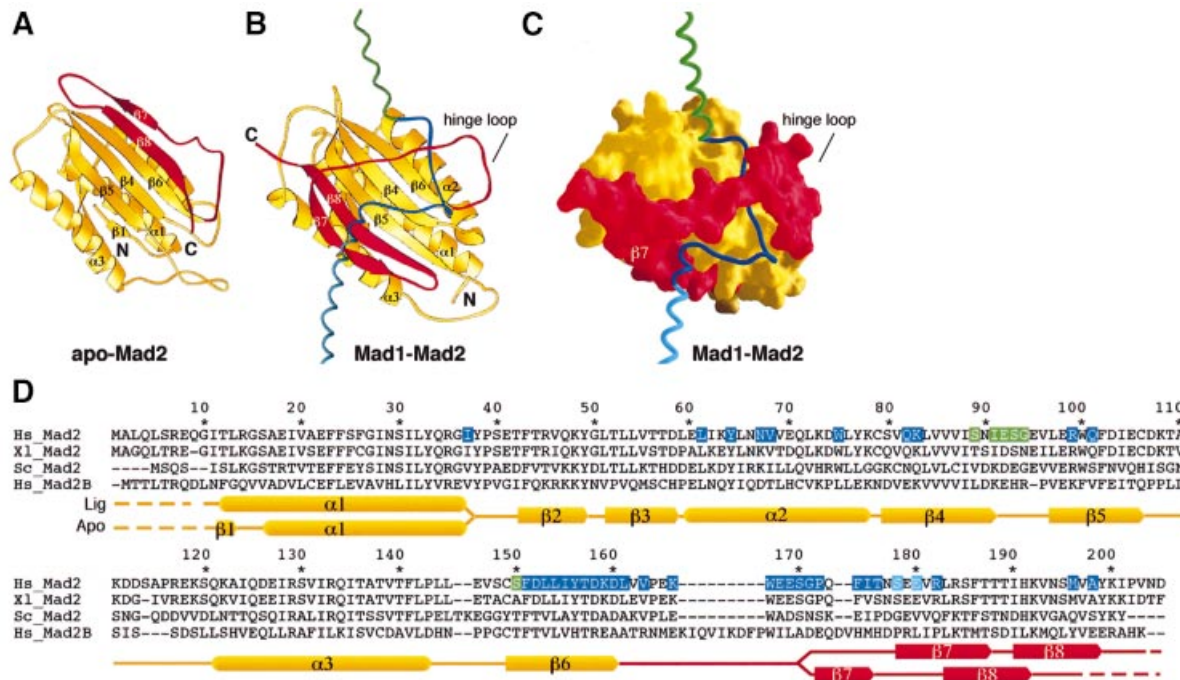 A
B
C
β7
β8
β5
β4
β6
β1
α1
N
C
α3
apo-Mad2
C
hinge loop
β8
β7
β5
β4
β6
α2
α1
α3
N
Mad1-Mad2
hinge loop
β7
Mad1-Mad2
D
10 20 30 40 50 60 70 80 90 100 110
Hs_Mad2 MALQLSREQGITLRGSAEIVAEFFSFGINSILYQRGIYPSETFTRVQKYGLTLLVTTDLELIKYLNNVVEQLKDWLYKCSVQKLVVVISNIESGEVLERWQFDIECDKTA
Xl_Mad2 MAGQLTRE-GITLKGSAEIVSEFFFCGINSILYQRGIYPSETFTRIQKYGLTLLVSTDPALKEYLNKVTDQLKDWLYKCQVQKLVVVITSIDSNEILERWQFDIECDKTV
Sc_Mad2 ----MSQS-ISLKGSTRTVTEFFEYSINSILYQRGVYPAEDFVTVKKYDLTLLKTHDDELKDYIRKILLQVHRWLLGGKCNQLVLCIVDKDEGEVVERWSFNVQHISGN
Hs_Mad2B -MTTLTRQDLNFGQVVADVLCEFLEVAVHLILYVREVYPVGIFQKRKKYNVPVQMSCHPELNQYIQDTLHCVKPLLEKNDVEKVVVVILDKEHR-PVEKFVFEITQPPLL
Lig
α1
Apo
β1
α1
β2
β3
α2
β4
β5
120 130 140 150 160 170 180 190 200
Hs_Mad2 KDDSAPREKSQKAIQDEIRSVIRQITATVTFLPLL--EVSCSFDLLIYTDKDLVVPEK----------WEESGPQ--FITNSEEVRLRSFTTTIHKVNSMVAYKIPVND
Xl_Mad2 KDG-IVREKSQKVIQEEIRSVIRQITATVTFLPLL--ETACAFDLLIYTDKDLEVPEK----------WEESGPQ--FVSNSEEVRLRSFTTTIHKVNSMVAYKKIDTF
Sc_Mad2 SNG-QDDVVDLNTTQSQIRALIRQITSSVTFLPELTKEGGYTFTVLAYTDADAKVPLE----------WADSNSK---EIPDGEVVQFKTFSTNDHKVGAQVSYKY----
Hs_Mad2B SIS---SDSLLSHVEQLLRAFILKISVCDAVLDHN--PPGCTFTVLVHTREAATRNMEKIQVIKDFPWILADEQDVHMHDPRLIPLKTMTSDILKMQLYVEERAHK---
α3
β6
β7
β8
β7
β8